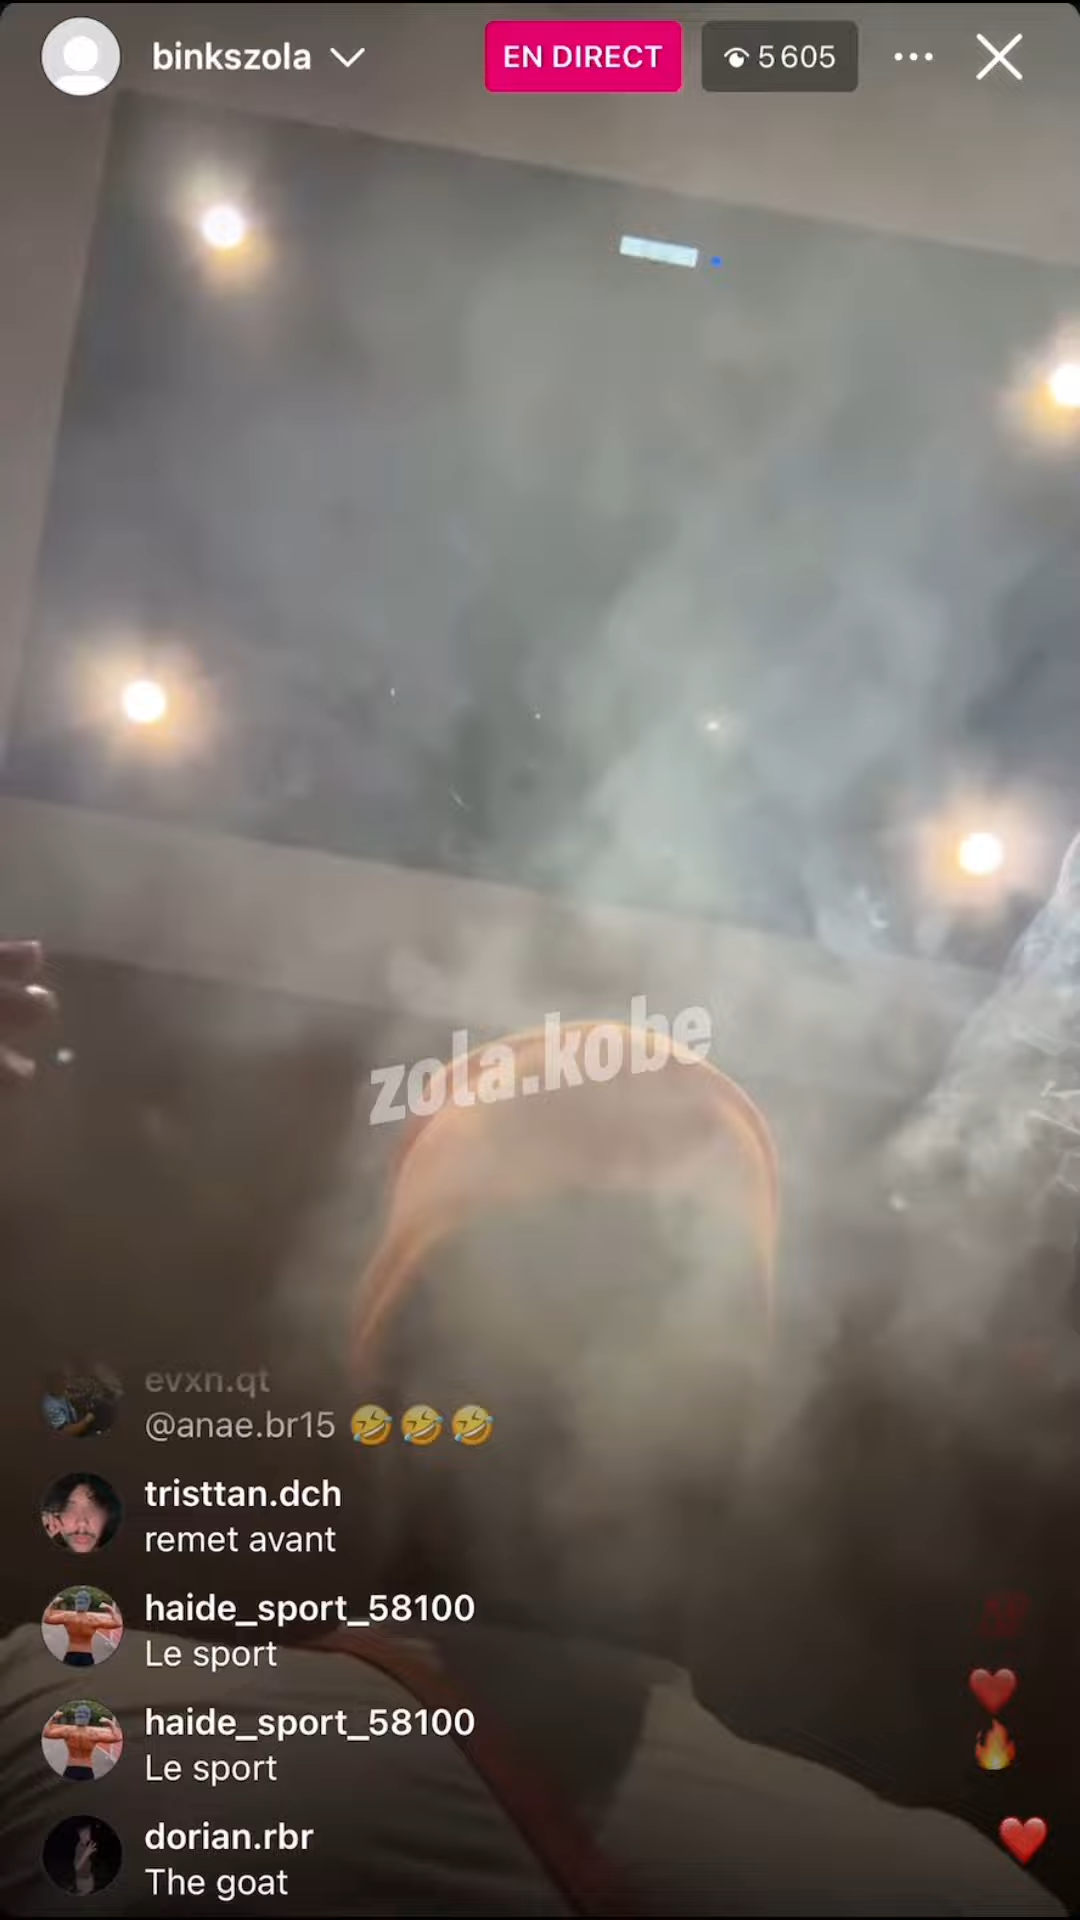 binkszola
EN DIRECT
5 605
zola.kobe
evxn.qt
@anae.br15 🤣🤣🤣
tristtan.dch
remet avant
haide_sport_58100
Le sport
haide_sport_58100
Le sport
dorian.rbr
The goat